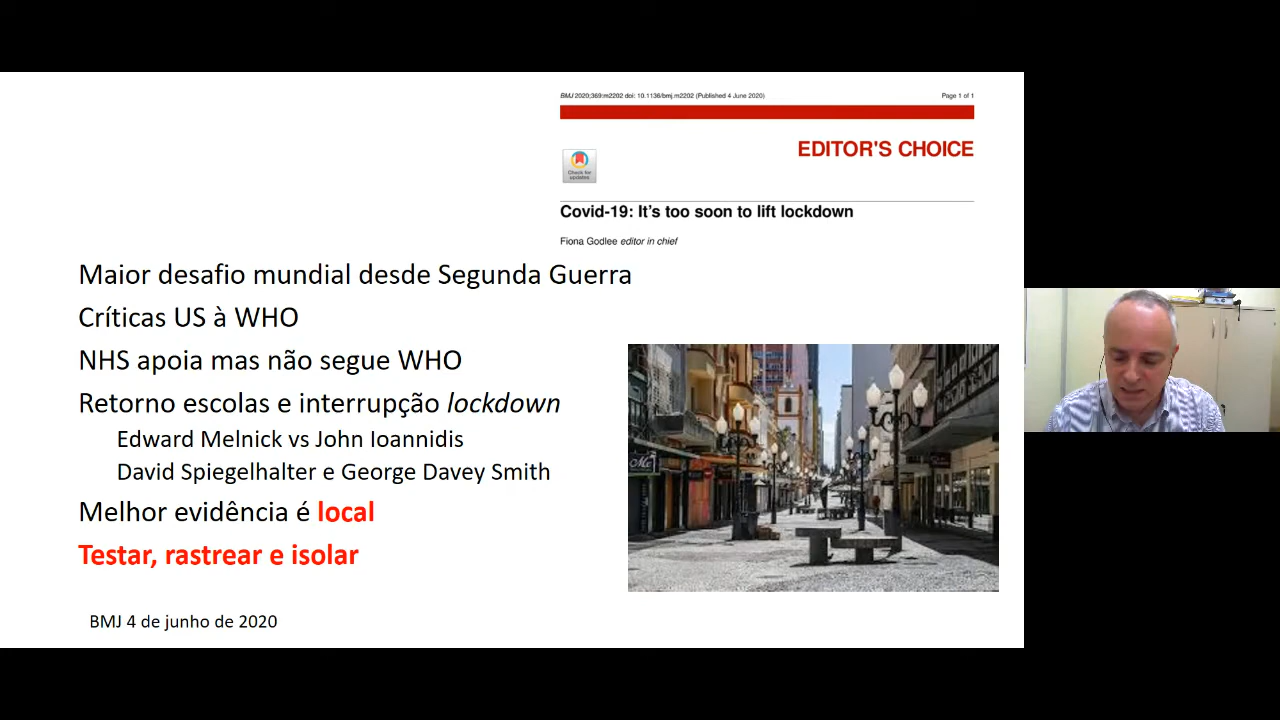 BMJ 2020;369:m2202 doi: 10.1136/bmj.m2202 (Published 4 June 2020)
Page 1 of 1
EDITOR'S CHOICE
Check for
updates
Covid-19: It's too soon to lift lockdown
Fiona Godlee editor in chief
Maior desafio mundial desde Segunda Guerra
Críticas US à WHO
NHS apoia mas não segue WHO
Retorno escolas e interrupção lockdown
Edward Melnick vs John Ioannidis
David Spiegelhalter e George Davey Smith
Melhor evidência é local
Testar, rastrear e isolar
BMJ 4 de junho de 2020